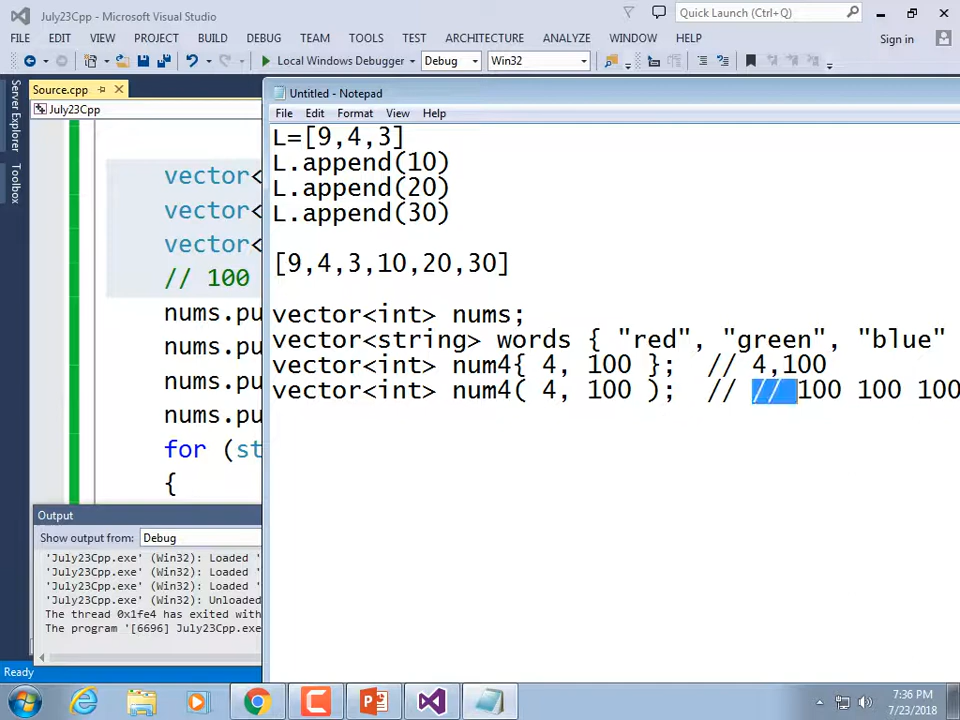 July23Cpp - Microsoft Visual Studio
Quick Launch (Ctrl+Q)
FILE EDIT VIEW PROJECT BUILD DEBUG TEAM TOOLS TEST ARCHITECTURE ANALYZE WINDOW HELP
Sign in
Local Windows Debugger Debug Win32
Server Explorer
Toolbox
Source.cpp
July23Cpp
vector<
vector<
vector<
// 100
nums.pu
nums.pu
nums.pu
nums.pu
for (st
{
Untitled - Notepad
File Edit Format View Help
L=[9,4,3]
L.append(10)
L.append(20)
L.append(30)
[9,4,3,10,20,30]
vector<int> nums;
vector<string> words { "red", "green", "blue"
vector<int> num4{ 4, 100 };  // 4,100
vector<int> num4( 4, 100 );  // // 100 100 100
Output
Show output from: Debug
'July23Cpp.exe' (Win32): Loaded '
'July23Cpp.exe' (Win32): Loaded '
'July23Cpp.exe' (Win32): Loaded '
'July23Cpp.exe' (Win32): Unloaded
The thread 0x1fe4 has exited with
The program '[6696] July23Cpp.exe
Ready
7:36 PM
7/23/2018